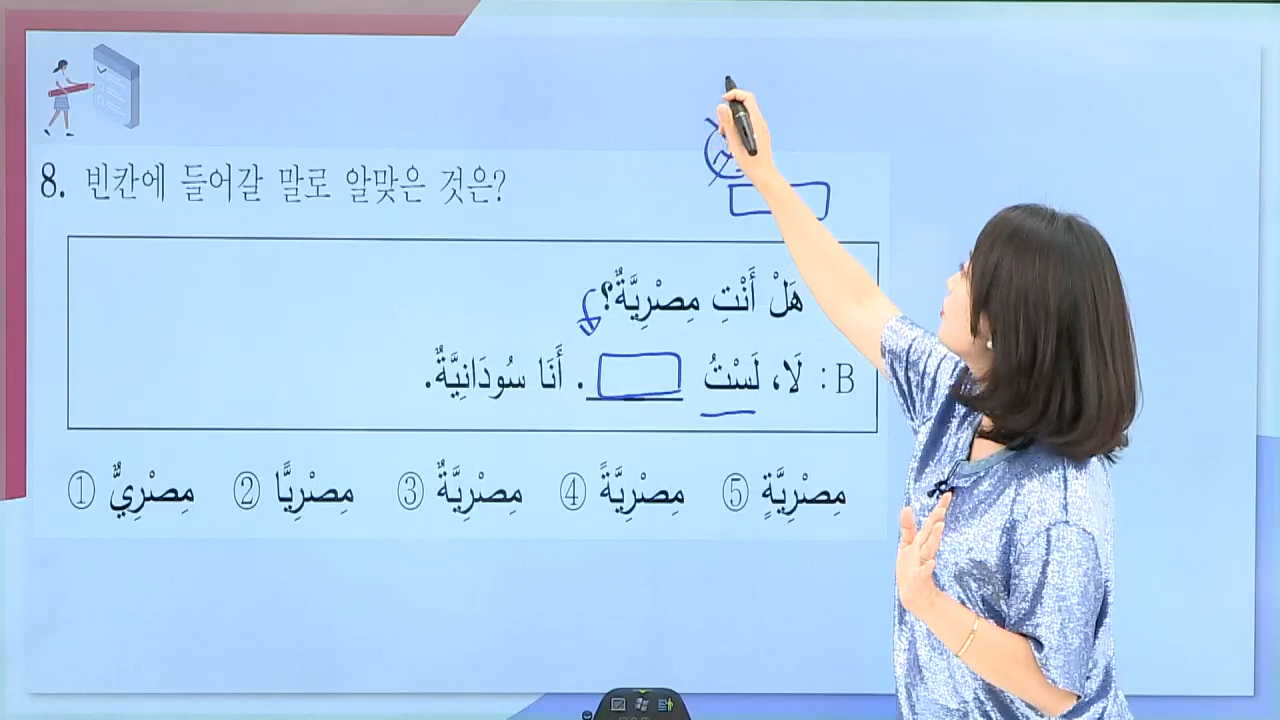 8. 빈칸에 들어갈 말로 알맞은 것은?
هَلْ أَنْتِ مِصْرِيَّةٌ؟
B : لَا، لَسْتُ ______. أَنَا سُودَانِيَّةٌ.
① مِصْرِيٌّ ② مِصْرِيًّا ③ مِصْرِيَّةٌ ④ مِصْرِيَّةً ⑤ مِصْرِيَّةٍ